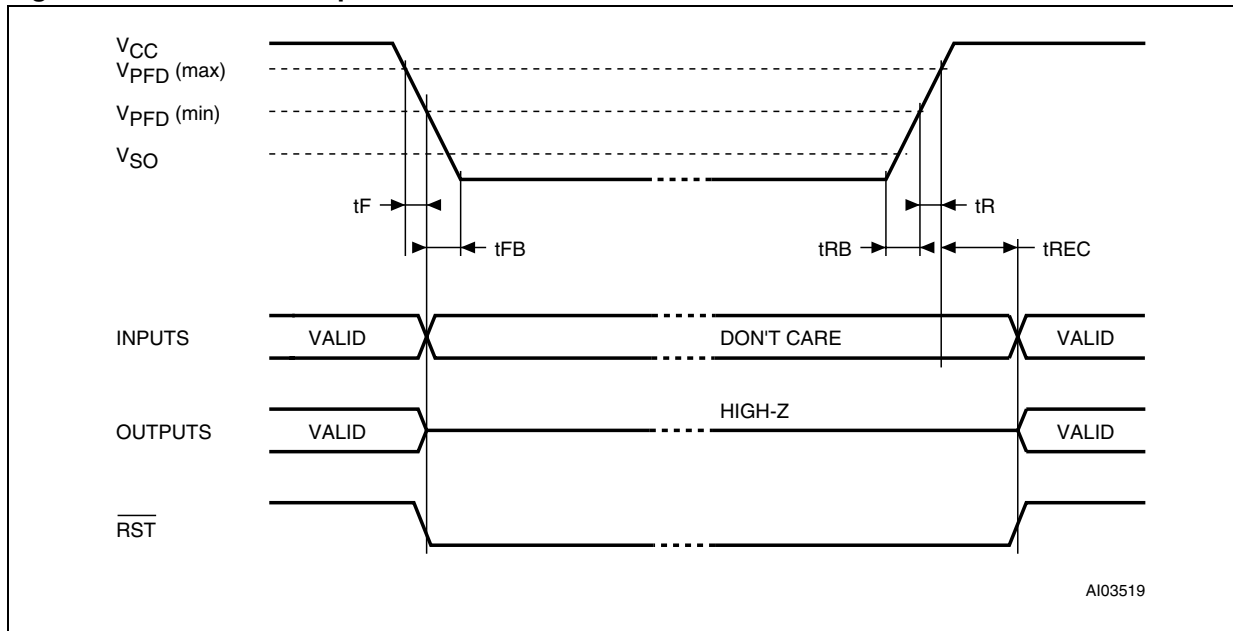 VCC
VPFD (max)
VPFD (min)
VSO
tF
tR
tFB
tRB
tREC
INPUTS
VALID
DON'T CARE
VALID
HIGH-Z
OUTPUTS
VALID
VALID
RST
AI03519